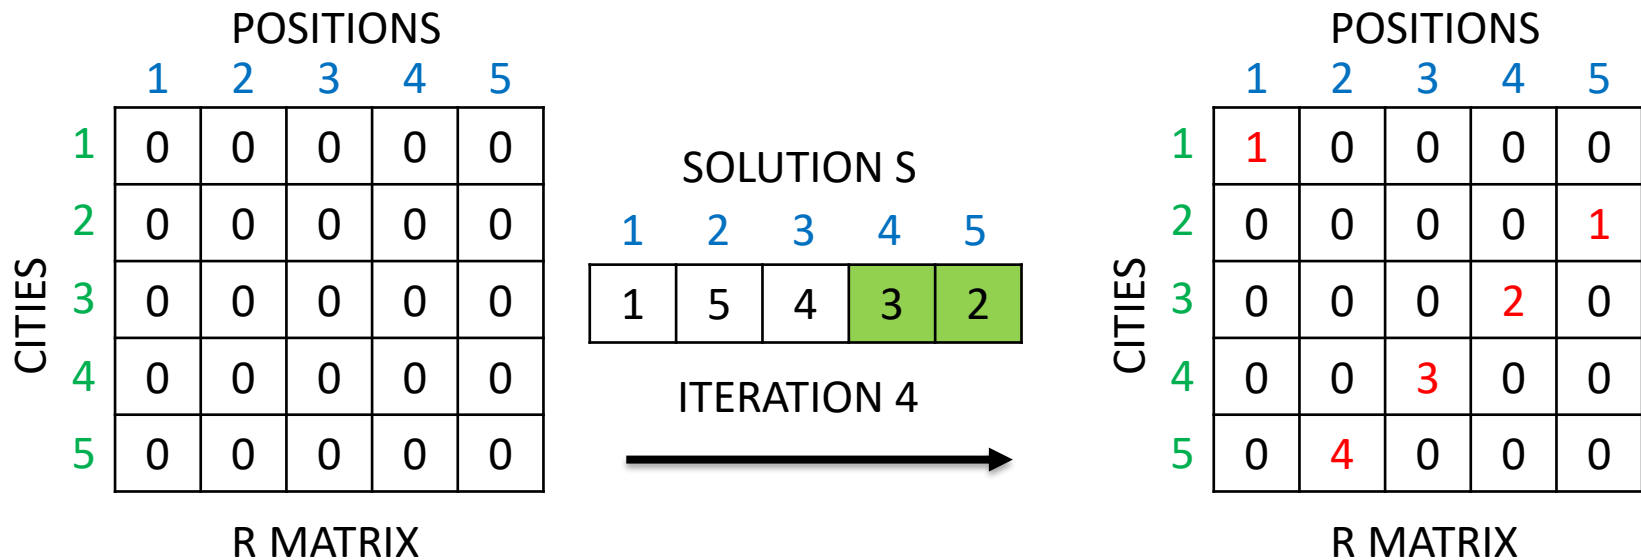 POSITIONS
1 2 3 4 5
CITIES
1 0 0 0 0 0
2 0 0 0 0 0
3 0 0 0 0 0
4 0 0 0 0 0
5 0 0 0 0 0
R MATRIX
SOLUTION S
1 2 3 4 5
1 5 4 3 2
ITERATION 4
POSITIONS
1 2 3 4 5
CITIES
1 1 0 0 0 0
2 0 0 0 0 1
3 0 0 0 2 0
4 0 0 3 0 0
5 0 4 0 0 0
R MATRIX